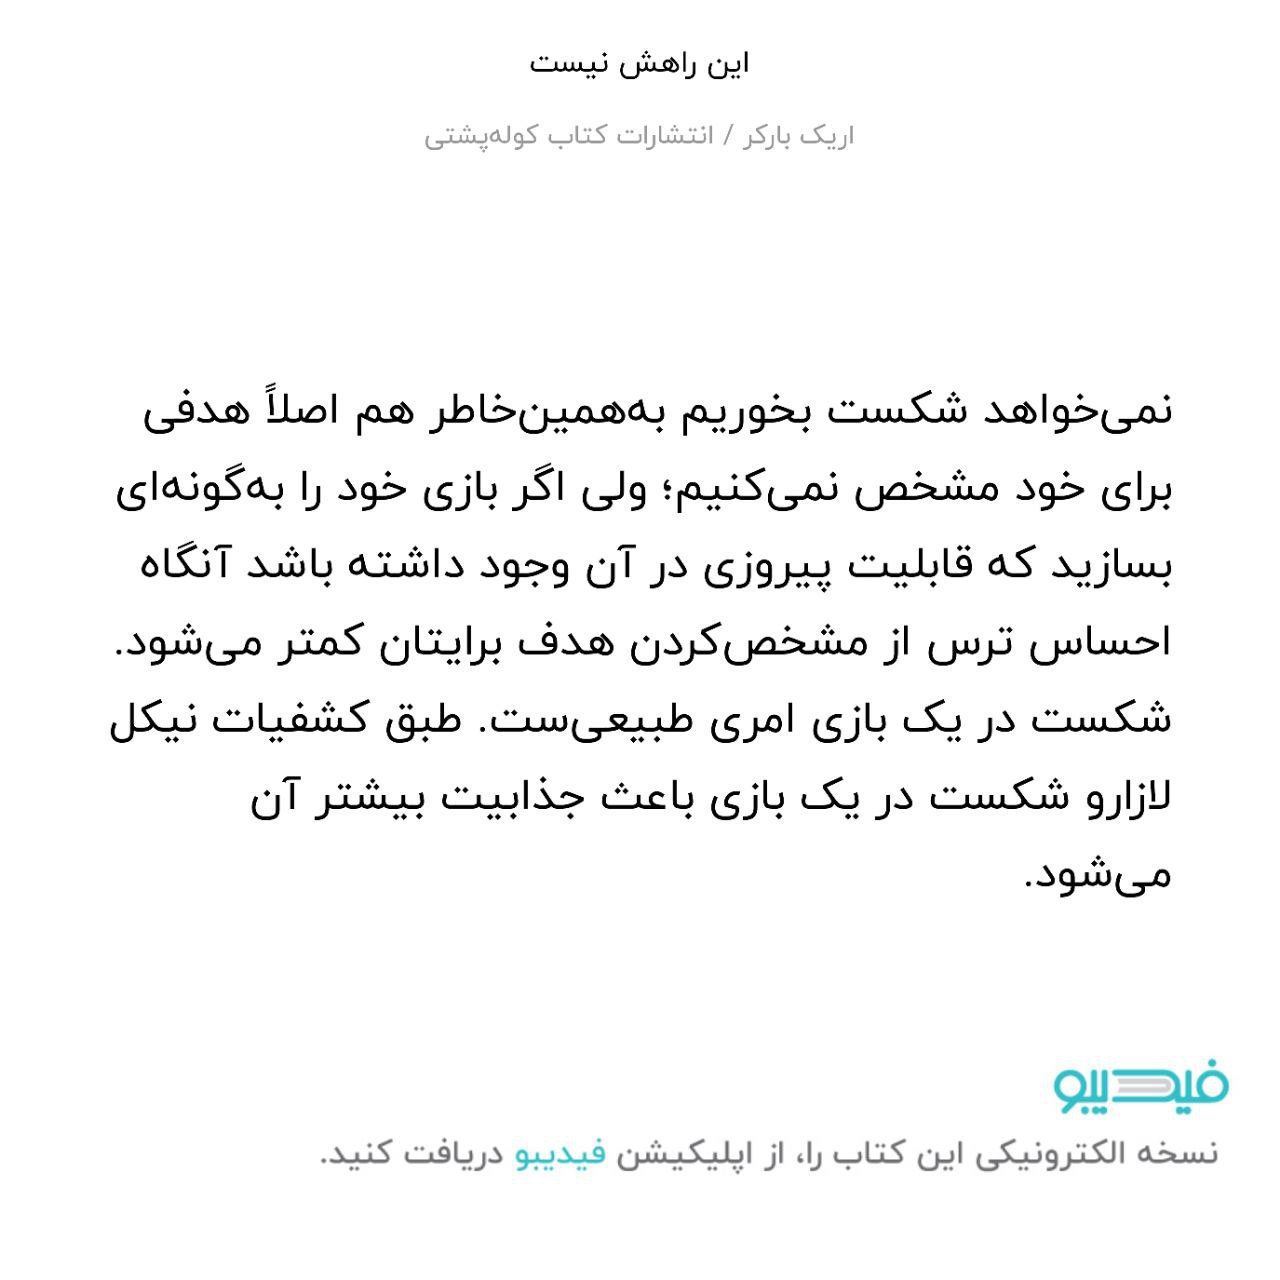 این راهش نیست
اریک بارکر / انتشارات کتاب کوله‌پشتی
نمی‌خواهد شکست بخوریم به‌همین‌خاطر هم اصلاً هدفی
برای خود مشخص نمی‌کنیم؛ ولی اگر بازی خود را به‌گونه‌ای
بسازید که قابلیت پیروزی در آن وجود داشته باشد آنگاه
احساس ترس از مشخص‌کردن هدف برایتان کمتر می‌شود.
شکست در یک بازی امری طبیعی‌ست. طبق کشفیات نیکل
لازارو شکست در یک بازی باعث جذابیت بیشتر آن
می‌شود.
فیدیبو
نسخه الکترونیکی این کتاب را، از اپلیکیشن فیدیبو دریافت کنید.